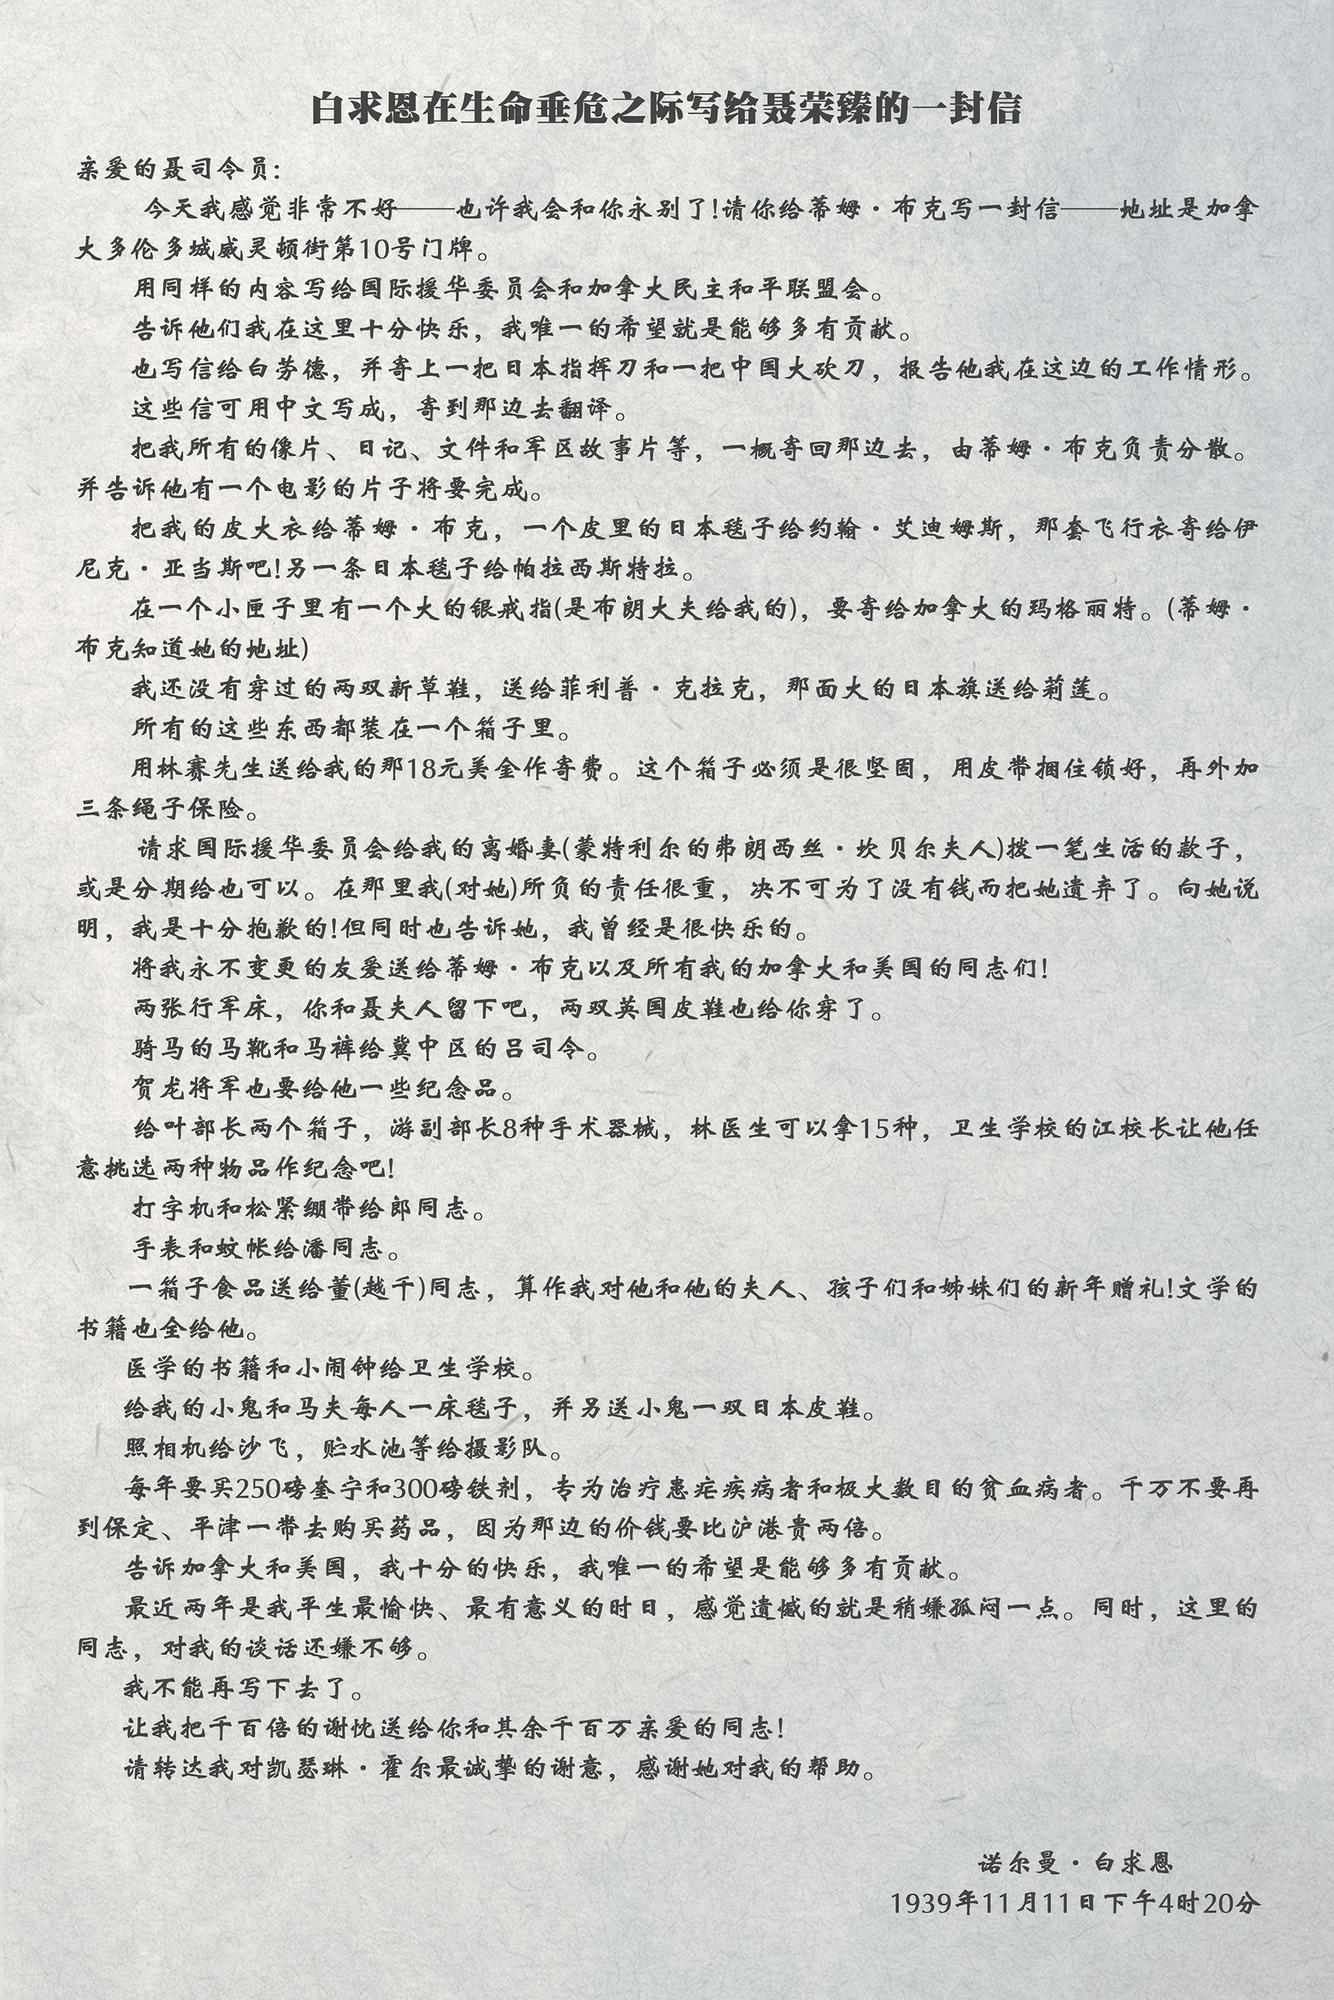 白求恩在生命垂危之际写给聂荣臻的一封信
亲爱的聂司令员:
今天我感觉非常不好——也许我会和你永别了!请你给蒂姆·布克写一封信——地址是加拿
大多伦多城威灵顿街第10号门牌。
用同样的内容写给国际援华委员会和加拿大民主和平联盟会。
告诉他们我在这里十分快乐，我唯一的希望就是能够多有贡献。
也写信给白劳德，并寄上一把日本指挥刀和一把中国大砍刀，报告他我在这边的工作情形。
这些信可用中文写成，寄到那边去翻译。
把我所有的像片、日记、文件和军区故事片等，一概寄回那边去，由蒂姆·布克负责分散。
并告诉他有一个电影的片子将要完成。
把我的皮大衣给蒂姆·布克，一个皮里的日本毯子给约翰·艾迪姆斯，那套飞行衣寄给伊
尼克·亚当斯吧!另一条日本毯子给帕拉西斯特拉。
在一个小匣子里有一个大的银戒指(是布朗大夫给我的)，要寄给加拿大的玛格丽特。(蒂姆·
布克知道她的地址)
我还没有穿过的两双新草鞋，送给菲利普·克拉克，那面大的日本旗送给莉莲。
所有的这些东西都装在一个箱子里。
用林赛先生送给我的那18元美金作寄费。这个箱子必须是很坚固，用皮带捆住锁好，再外加
三条绳子保险。
请求国际援华委员会给我的离婚妻(蒙特利尔的弗朗西丝·坎贝尔夫人)拨一笔生活的款子，
或是分期给也可以。在那里我(对她)所负的责任很重，决不可为了没有钱而把她遗弃了。向她说
明，我是十分抱歉的!但同时也告诉她，我曾经是很快乐的。
将我永不变更的友爱送给蒂姆·布克以及所有我的加拿大和美国的同志们!
两张行军床，你和聂夫人留下吧，两双英国皮鞋也给你穿了。
骑马的马靴和马裤给冀中区的吕司令。
贺龙将军也要给他一些纪念品。
给叶部长两个箱子，游副部长8种手术器械，林医生可以拿15种，卫生学校的江校长让他任
意挑选两种物品作纪念吧!
打字机和松紧绷带给郎同志。
手表和蚊帐给潘同志。
一箱子食品送给董(越千)同志，算作我对他和他的夫人、孩子们和姊妹们的新年赠礼!文学的
书籍也全给他。
医学的书籍和小闹钟给卫生学校。
给我的小鬼和马夫每人一床毯子，并另送小鬼一双日本皮鞋。
照相机给沙飞，贮水池等给摄影队。
每年要买250磅奎宁和300磅铁剂，专为治疗患疟疾病者和极大数目的贫血病者。千万不要再
到保定、平津一带去购买药品，因为那边的价钱要比沪港贵两倍。
告诉加拿大和美国，我十分的快乐，我唯一的希望是能够多有贡献。
最近两年是我平生最愉快、最有意义的时日，感觉遗憾的就是稍嫌孤闷一点。同时，这里的
同志，对我的谈话还嫌不够。
我不能再写下去了。
让我把千百倍的谢忱送给你和其余千百万亲爱的同志!
请转达我对凯瑟琳·霍尔最诚挚的谢意，感谢她对我的帮助。
诺尔曼·白求恩
1939年11月11日下午4时20分